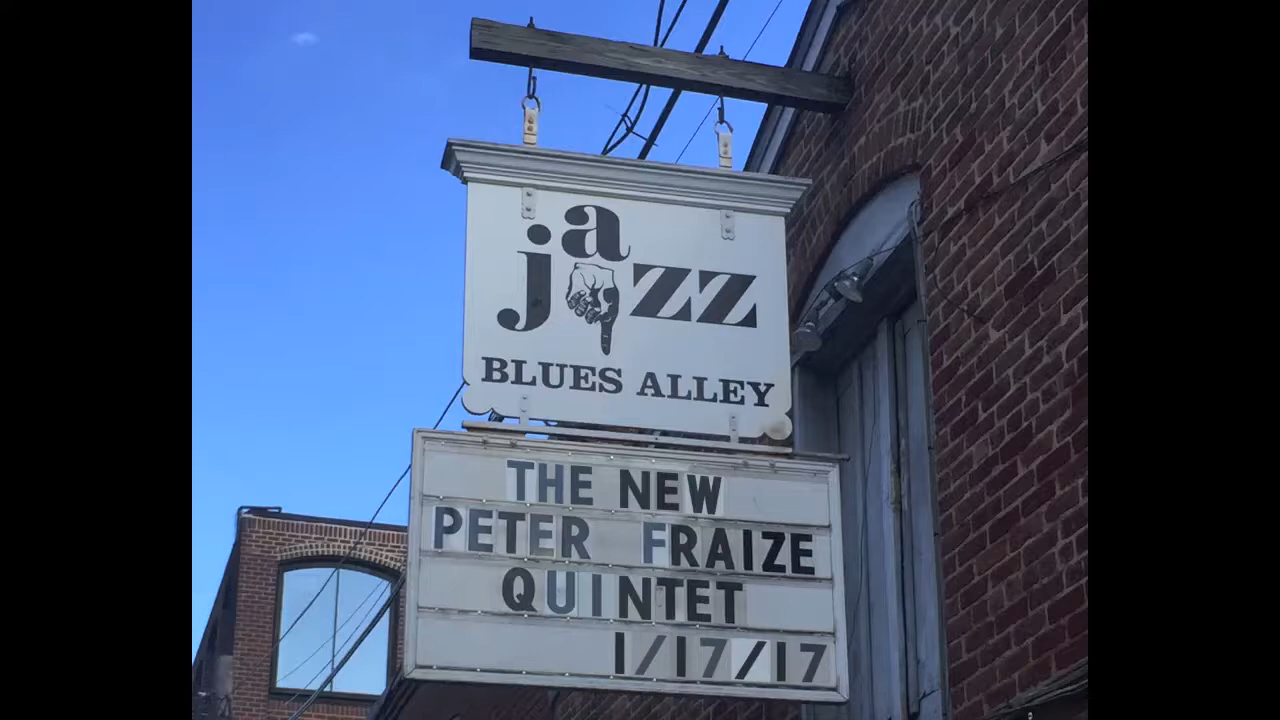 jazz
BLUES ALLEY
THE NEW
PETER FRAIZE
QUINTET
1/17/17